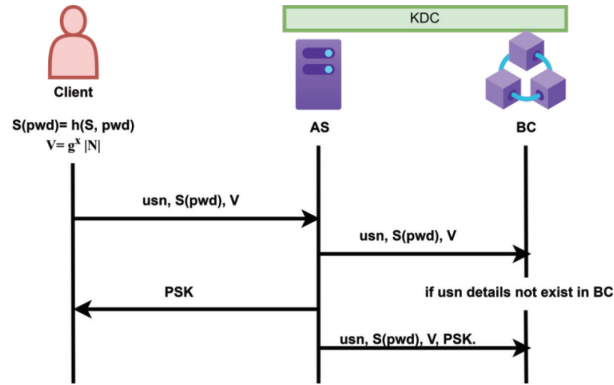 KDC
Client
AS
BC
S(pwd)= h(S, pwd)
V= g^x |N|
usn, S(pwd), V
usn, S(pwd), V
PSK
if usn details not exist in BC
usn, S(pwd), V, PSK.